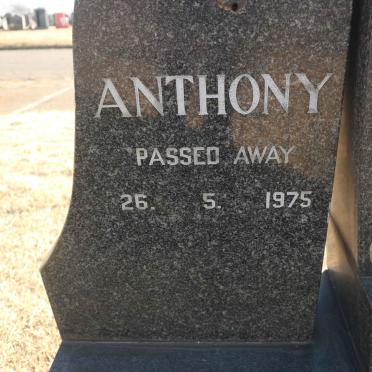 ANTHONY
PASSED AWAY
26. 5. 1975